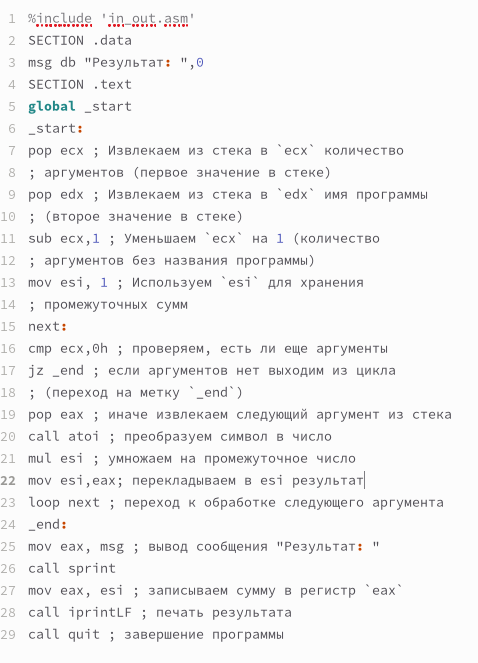 1 %include 'in_out.asm'
2 SECTION .data
3 msg db "Результат: ",0
4 SECTION .text
5 global _start
6 _start:
7 pop ecx ; Извлекаем из стека в `ecx` количество
8 ; аргументов (первое значение в стеке)
9 pop edx ; Извлекаем из стека в `edx` имя программы
10 ; (второе значение в стеке)
11 sub ecx,1 ; Уменьшаем `ecx` на 1 (количество
12 ; аргументов без названия программы)
13 mov esi, 1 ; Используем `esi` для хранения
14 ; промежуточных сумм
15 next:
16 cmp ecx,0h ; проверяем, есть ли еще аргументы
17 jz _end ; если аргументов нет выходим из цикла
18 ; (переход на метку `_end`)
19 pop eax ; иначе извлекаем следующий аргумент из стека
20 call atoi ; преобразуем символ в число
21 mul esi ; умножаем на промежуточное число
22 mov esi,eax; перекладываем в esi результат
23 loop next ; переход к обработке следующего аргумента
24 _end:
25 mov eax, msg ; вывод сообщения "Результат: "
26 call sprint
27 mov eax, esi ; записываем сумму в регистр `eax`
28 call iprintLF ; печать результата
29 call quit ; завершение программы